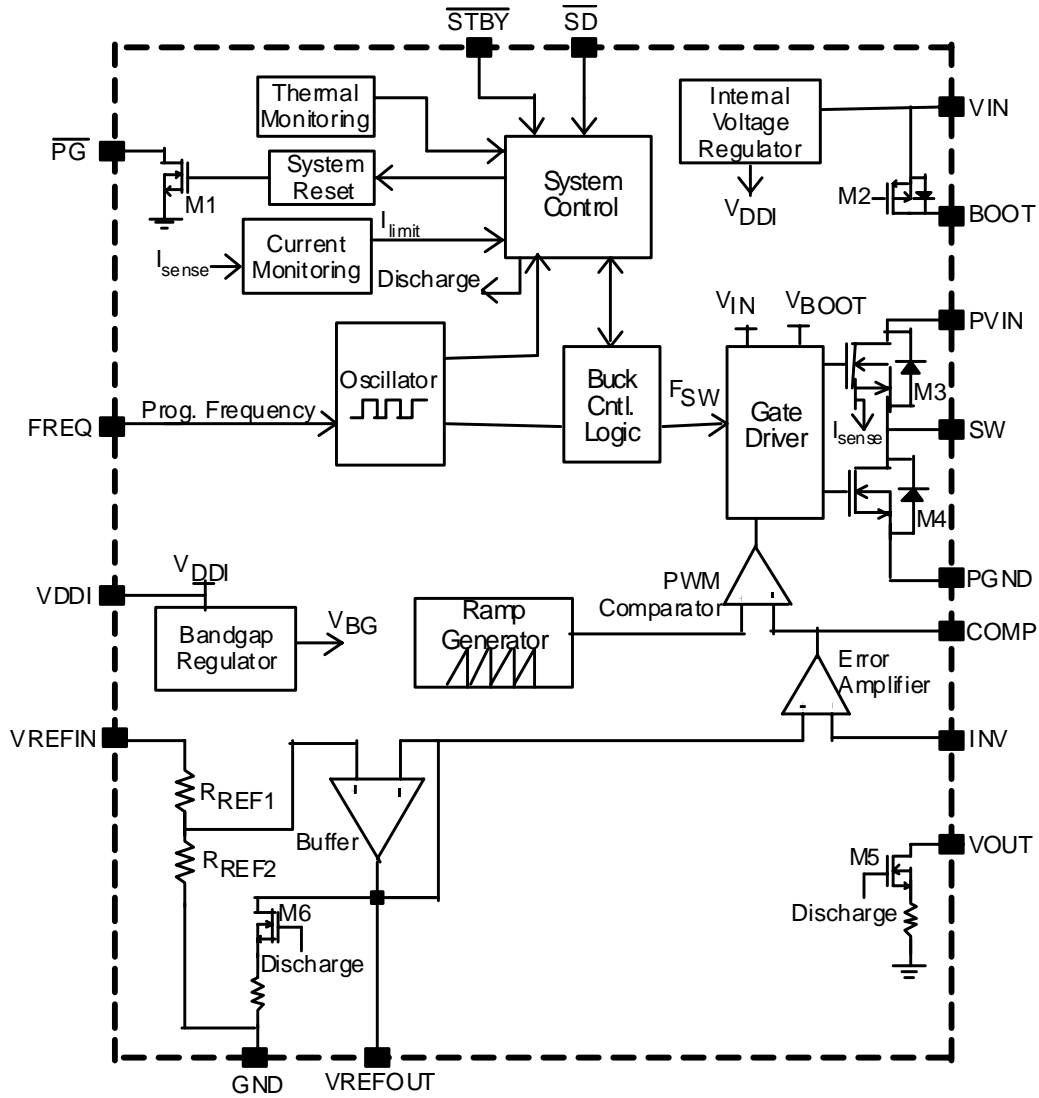 STBY
SD
Thermal
Monitoring
Internal
Voltage
Regulator
VIN
PG
System
Reset
System
Control
M1
VDDI
M2
BOOT
Ilimit
Isense
Current
Monitoring
Discharge
VIN
VBOOT
PVIN
Oscillator
Buck
Cntl.
Logic
FSW
Gate
Driver
M3
FREQ
Prog. Frequency
Isense
SW
M4
VDDI
VDDI
PWM
Comparator
PGND
Bandgap
Regulator
VBG
Ramp
Generator
COMP
Error
Amplifier
VREFIN
INV
RREF1
Buffer
RREF2
M5
VOUT
M6
Discharge
Discharge
GND
VREFOUT